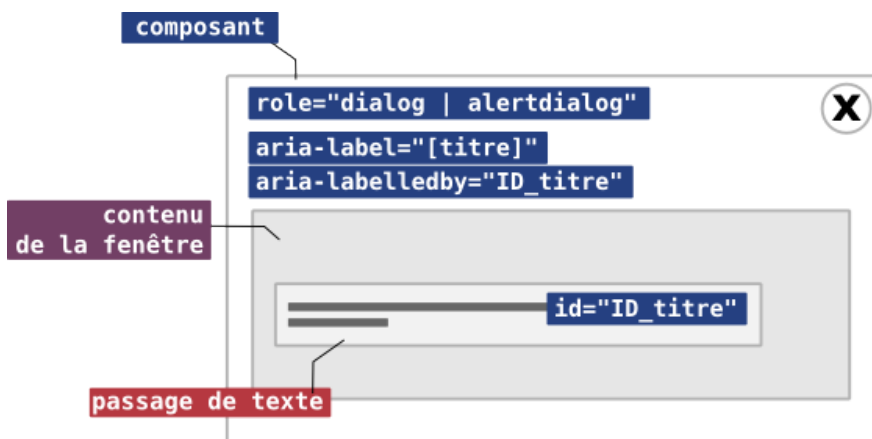 composant
role="dialog | alertdialog"
X
aria-label="[titre]"
aria-labelledby="ID_titre"
contenu
de la fenêtre
id="ID_titre"
passage de texte